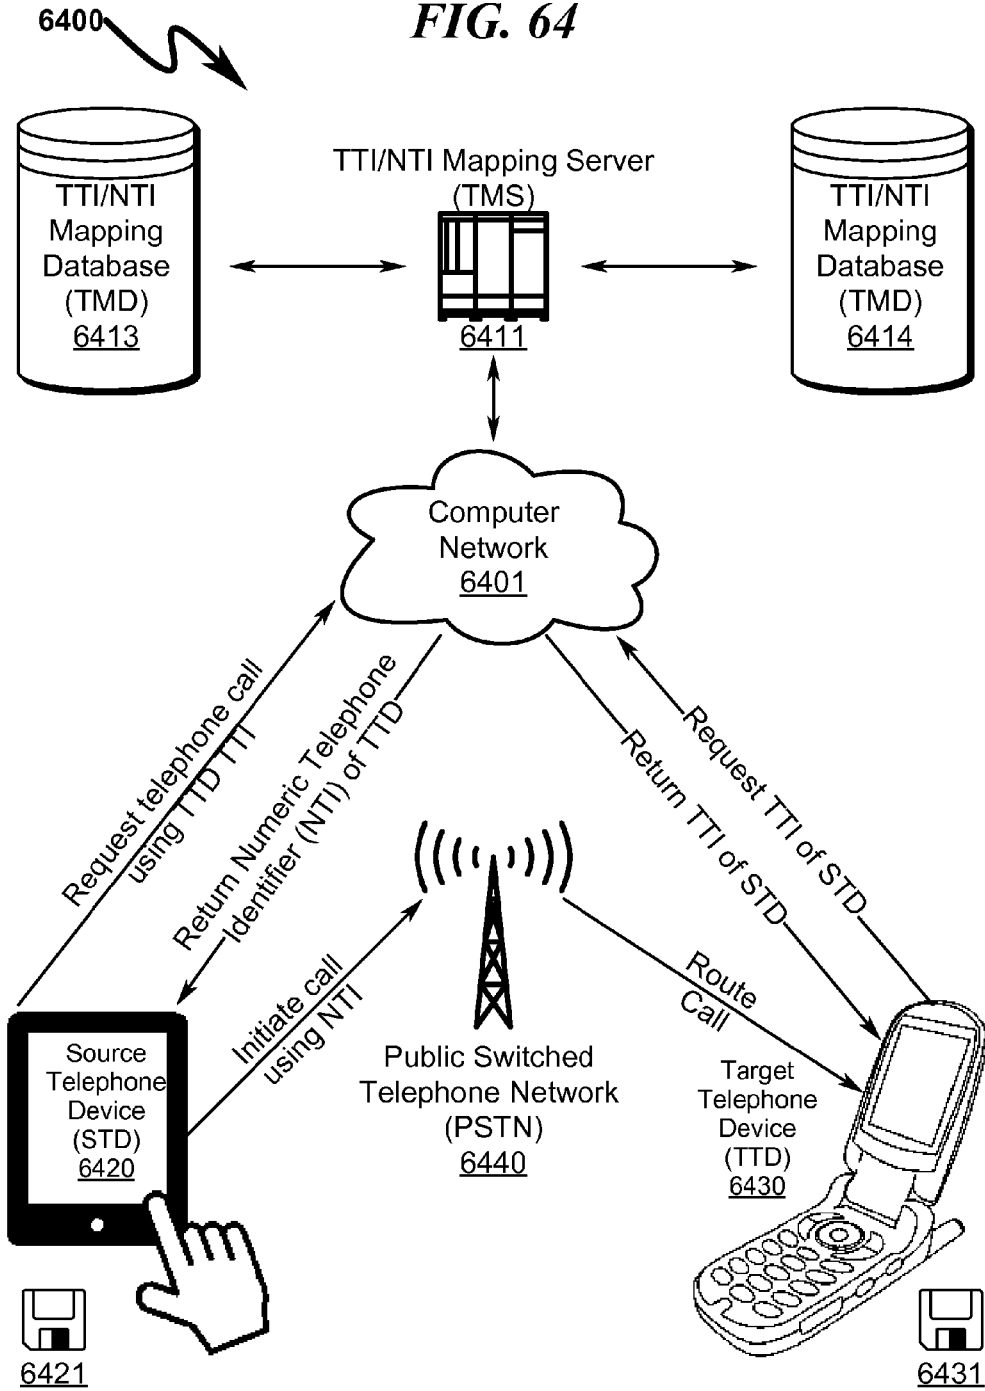 6400
FIG. 64
TTI/NTI
Mapping
Database
(TMD)
6413
TTI/NTI Mapping Server
(TMS)
6411
TTI/NTI
Mapping
Database
(TMD)
6414
Computer
Network
6401
Request telephone call
using TTD TTI
Return Numeric Telephone
Identifier (NTI) of TTD
Return TTI of STD
Request TTI of STD
Initiate call
using NTI
Route
Call
Source
Telephone
Device
(STD)
6420
Public Switched
Telephone Network
(PSTN)
6440
Target
Telephone
Device
(TTD)
6430
6421
6431